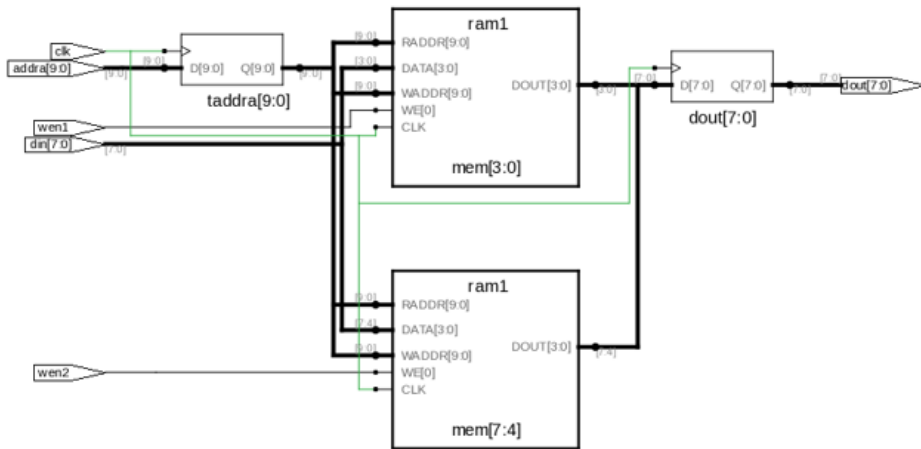 ram1
clk
[9:0]
addra[9:0]
[9:0]
D[9:0]
Q[9:0]
[9:0]
taddra[9:0]
[9:0]
RADDR[9:0]
[3:0]
DATA[3:0]
[9:0]
WADDR[9:0]
WE[0]
CLK
DOUT[3:0]
[3:0]
mem[3:0]
[7:0]
D[7:0]
Q[7:0]
[7:0]
[7:0]
dout[7:0]
dout[7:0]
wen1
din[7:0]
[7:0]
ram1
[9:0]
RADDR[9:0]
[7:4]
DATA[3:0]
[9:0]
WADDR[9:0]
WE[0]
CLK
DOUT[3:0]
[7:4]
mem[7:4]
wen2